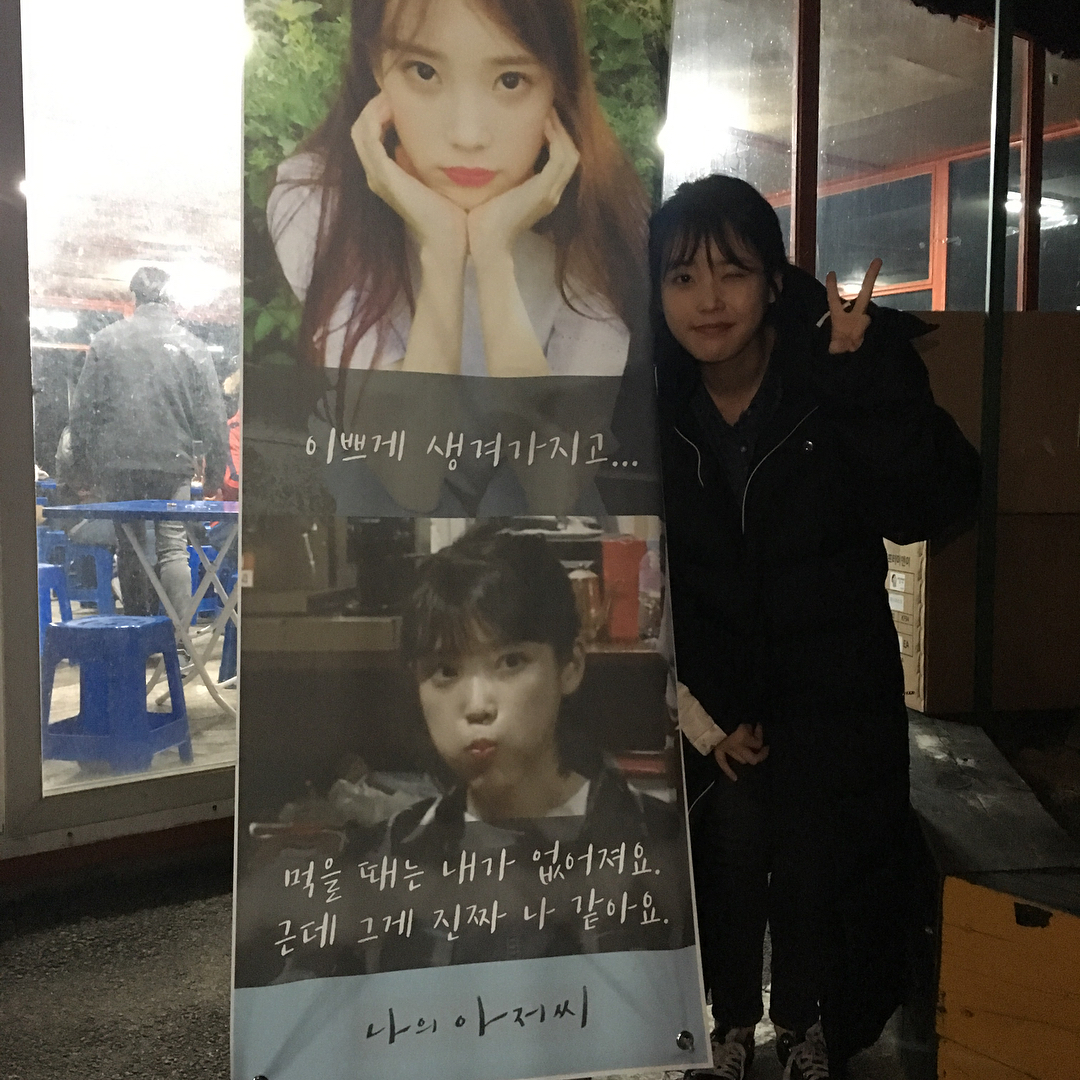 이쁘게 생겨가지고...
먹을 때는 내가 없어져요.
근데 그게 진짜 나 같아요.
나의 아저씨